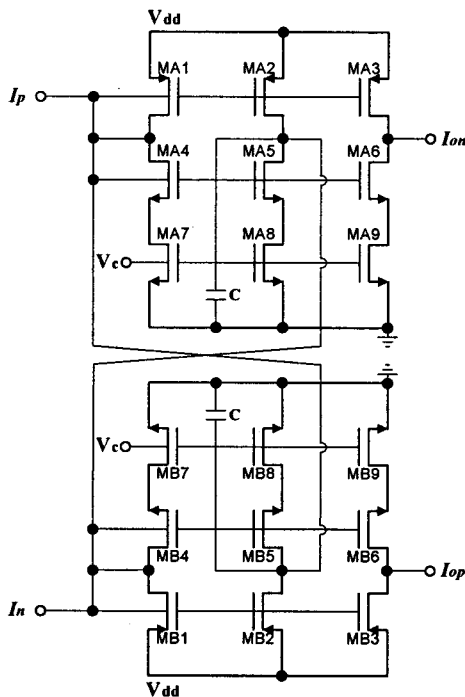 Vdd
MA1 MA2 MA3
Ip
Ion
MA4 MA5 MA6
MA7 MA8 MA9
Vc
C
C
Vc
MB7 MB8 MB9
MB4 MB5 MB6
Iop
In
MB1 MB2 MB3
Vdd